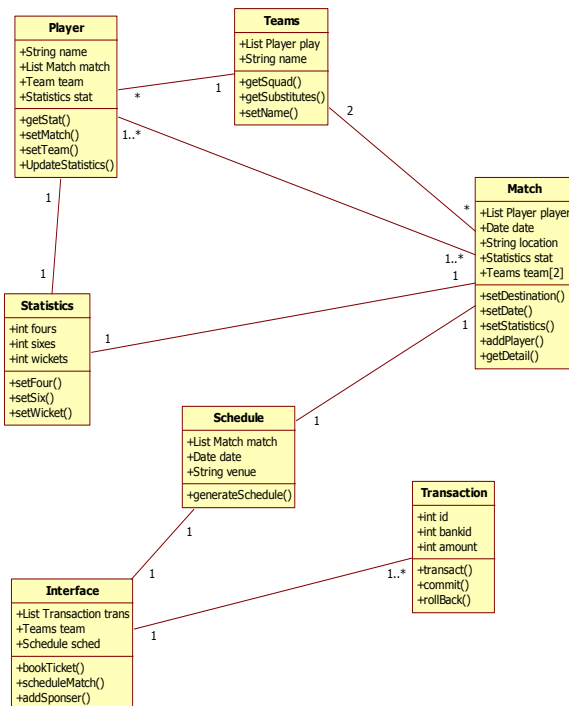 Player
+String name
+List Match match
+Team team
+Statistics stat
+getStat()
+setMatch()
+setTeam()
+UpdateStatistics()
Teams
+List Player play
+String name
+getSquad()
+getSubstitutes()
+setName()
*
1
1..*
2
*
1..*
Match
+List Player player
+Date date
+String location
+Statistics stat
+Teams team[2]
+setDestination()
+setDate()
+setStatistics()
+addPlayer()
+getDetail()
1
1
1
1
Statistics
+int fours
+int sixes
+int wickets
+setFour()
+setSix()
+setWicket()
1
1
Schedule
+List Match match
+Date date
+String venue
+generateSchedule()
1
1
Transaction
+int id
+int bankid
+int amount
+transact()
+commit()
+rollBack()
1..*
1
Interface
+List Transaction trans
+Teams team
+Schedule sched
+bookTicket()
+scheduleMatch()
+addSponser()